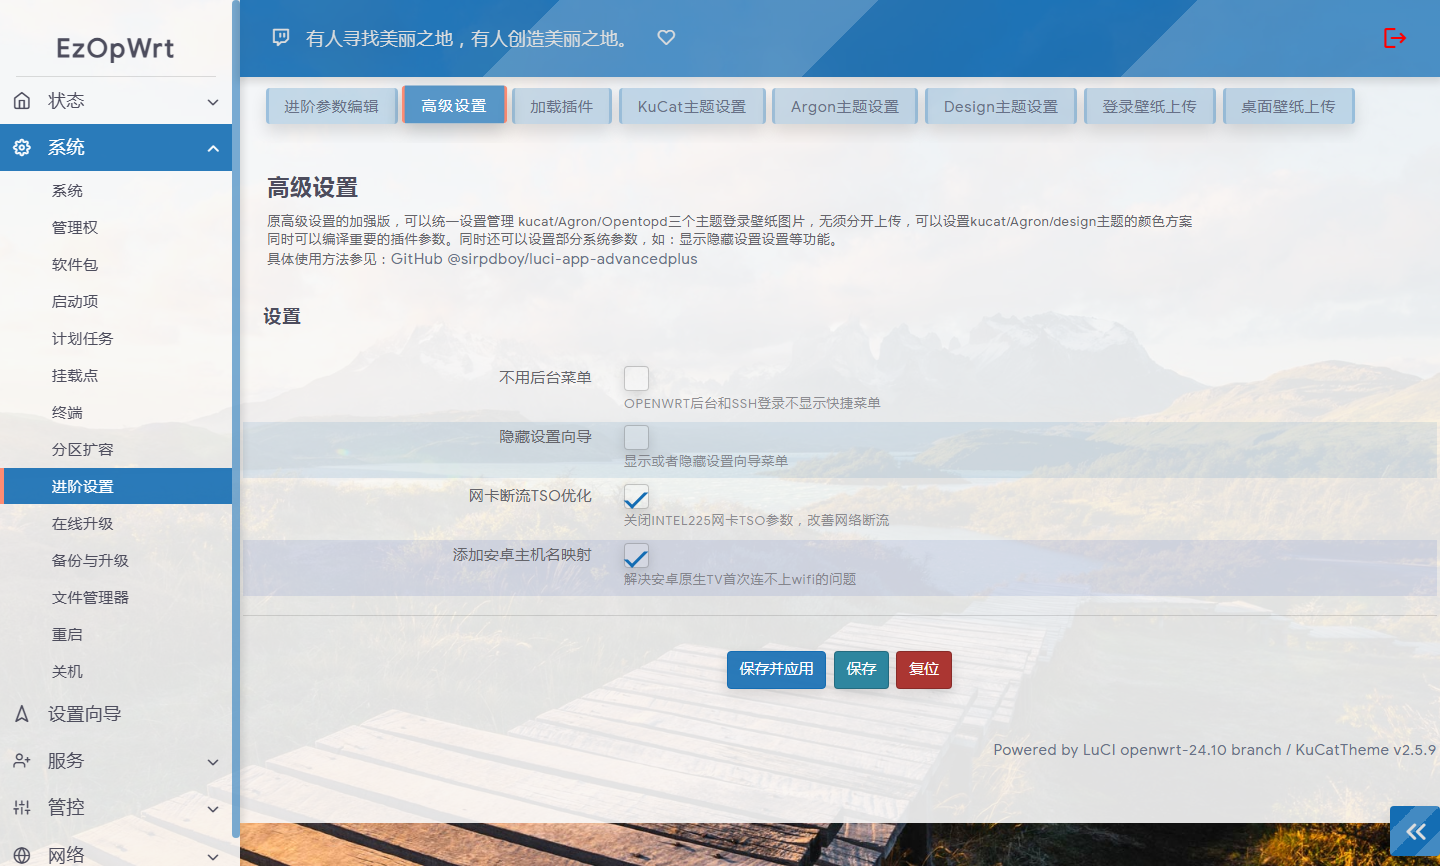 EzOpWrt
有人寻找美丽之地，有人创造美丽之地。
状态
系统
系统
管理权
软件包
启动项
计划任务
挂载点
终端
分区扩容
进阶设置
在线升级
备份与升级
文件管理器
重启
关机
设置向导
服务
管控
网络
进阶参数编辑
高级设置
加载插件
KuCat主题设置
Argon主题设置
Design主题设置
登录壁纸上传
桌面壁纸上传
高级设置
原高级设置的加强版，可以统一设置管理 kucat/Agron/Opentopd三个主题登录壁纸图片，无须分开上传，可以设置kucat/Agron/design主题的颜色方案
同时可以编译重要的插件参数。同时还可以设置部分系统参数，如：显示隐藏设置设置等功能。
具体使用方法参见：GitHub @sirpdboy/luci-app-advancedplus
设置
不用后台菜单
OPENWRT后台和SSH登录不显示快捷菜单
隐藏设置向导
显示或者隐藏设置向导菜单
网卡断流TSO优化
关闭INTEL225网卡TSO参数，改善网络断流
添加安卓主机名映射
解决安卓原生TV首次连不上wifi的问题
保存并应用
保存
复位
Powered by LuCI openwrt-24.10 branch / KuCatTheme v2.5.9